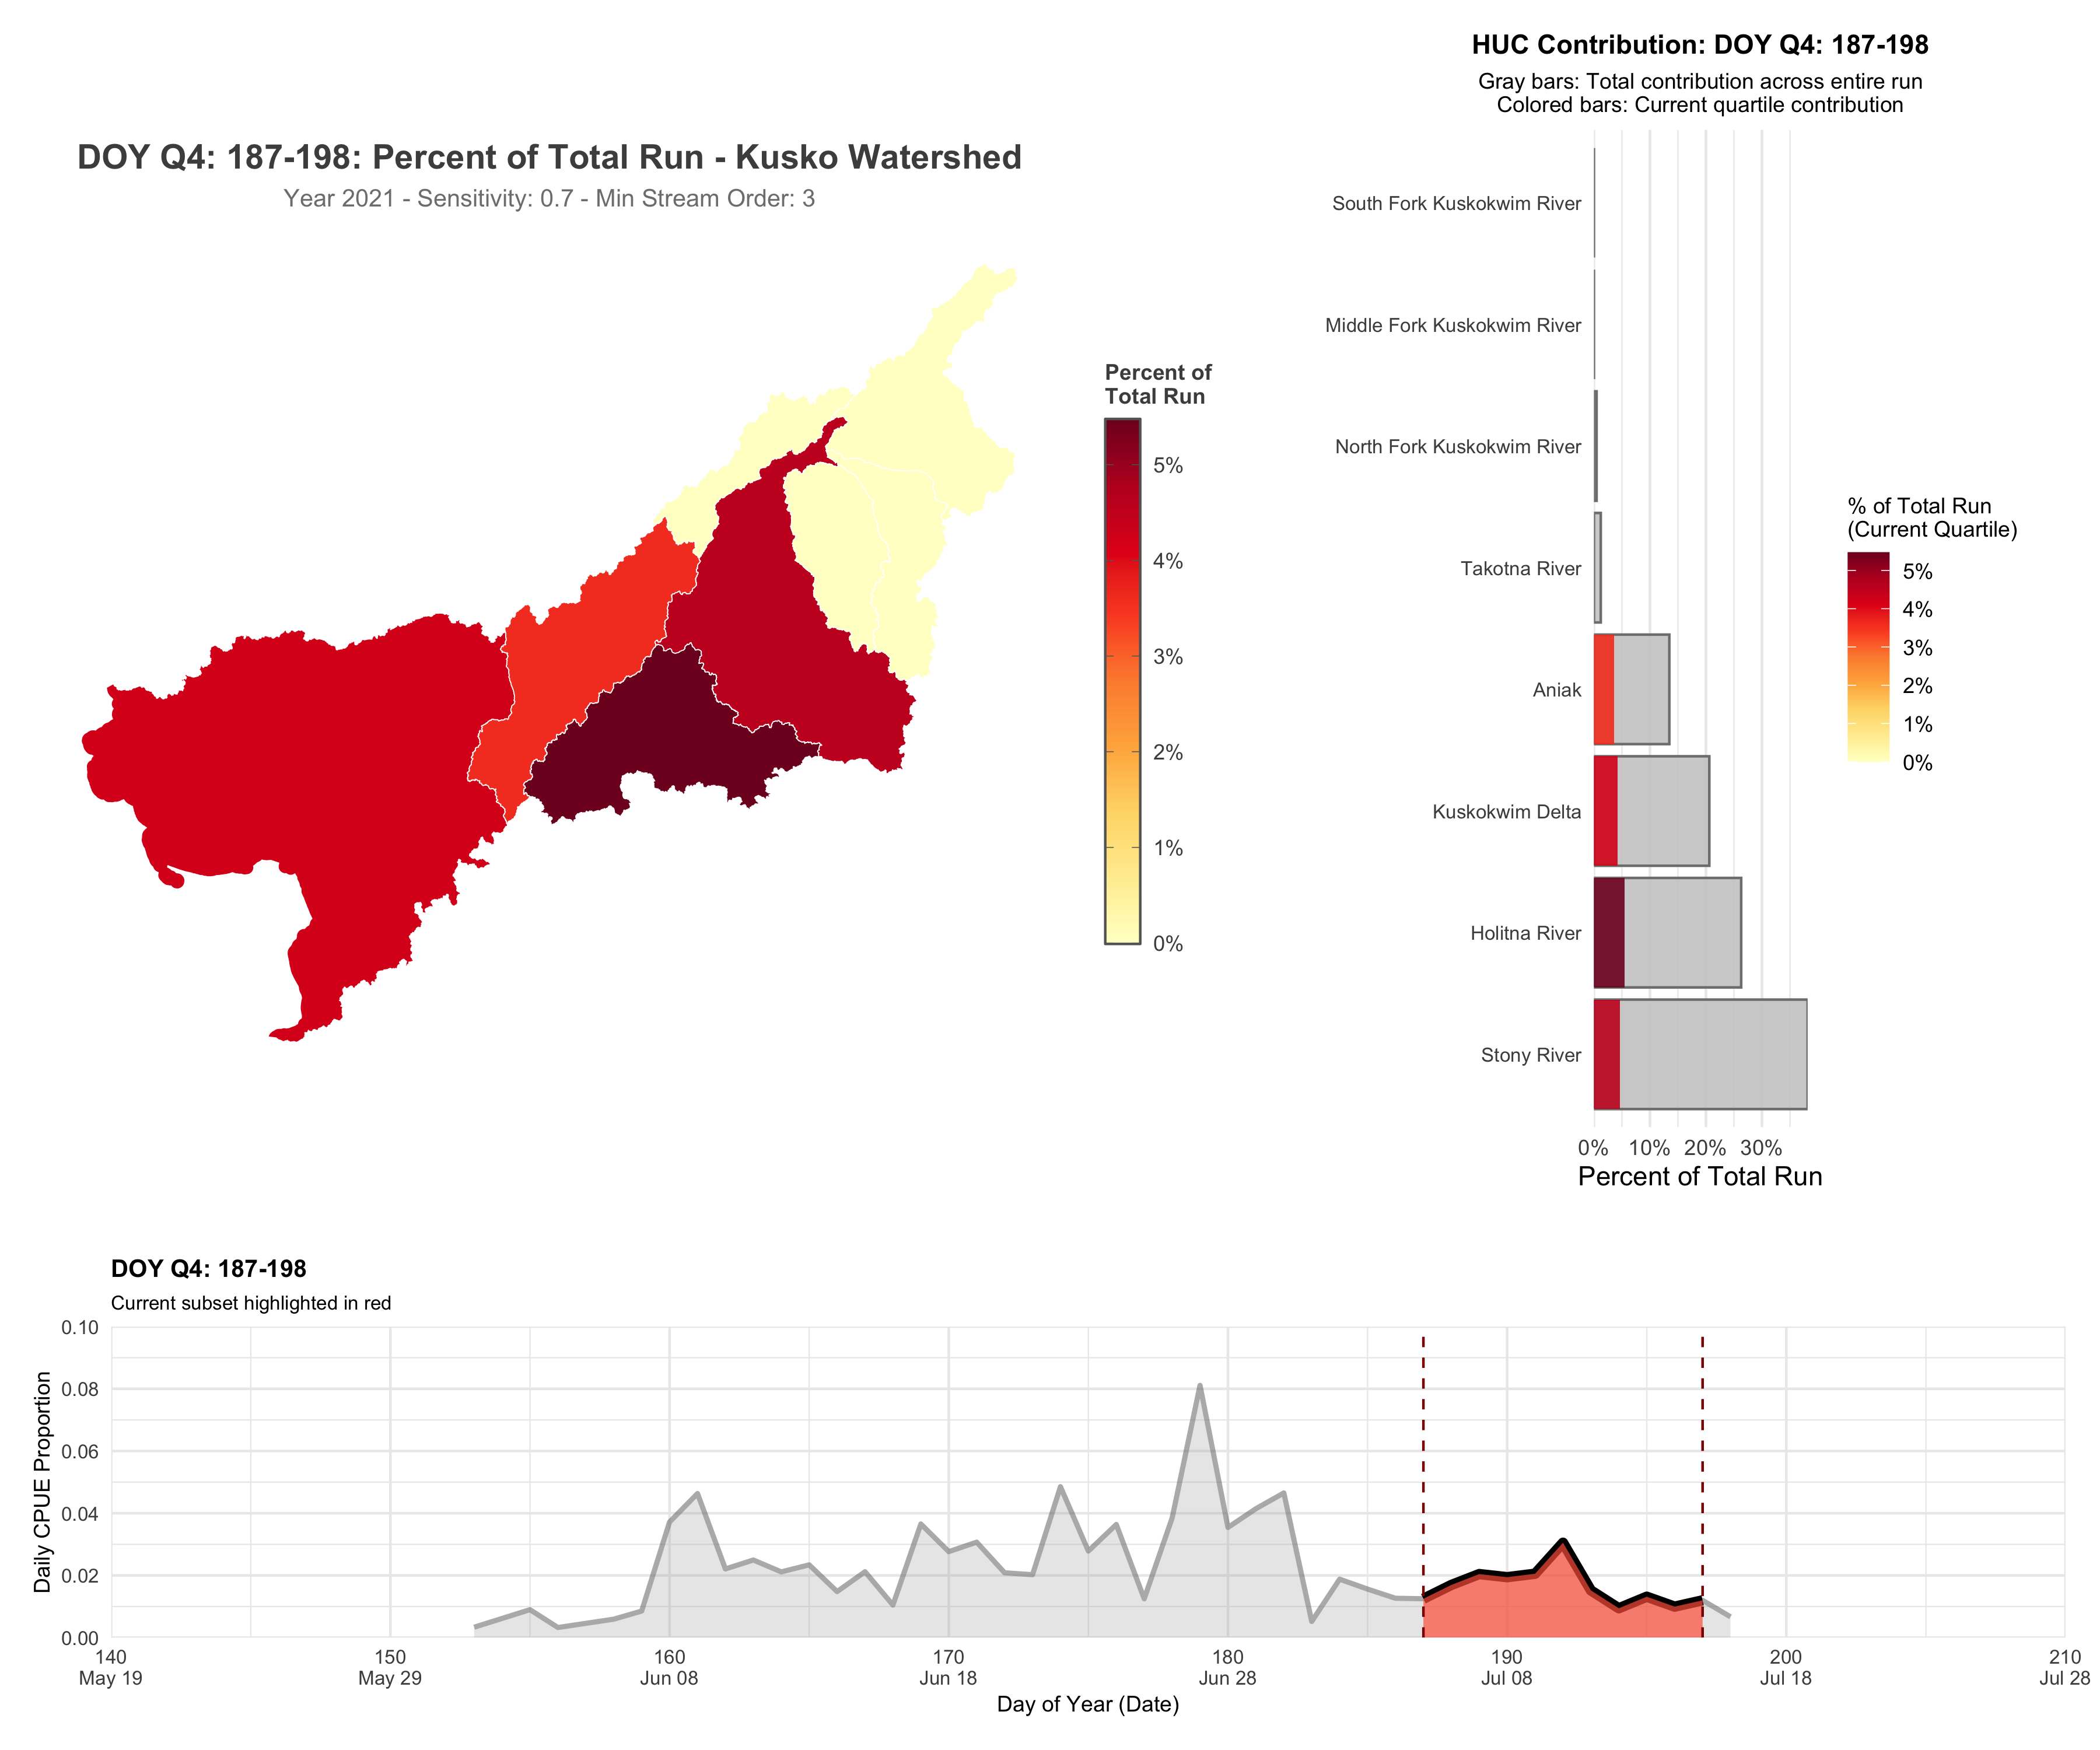 HUC Contribution: DOY Q4: 187-198
Gray bars: Total contribution across entire run
Colored bars: Current quartile contribution
DOY Q4: 187-198: Percent of Total Run - Kusko Watershed
Year 2021 - Sensitivity: 0.7 - Min Stream Order: 3
Percent of
Total Run
5%
4%
3%
2%
1%
0%
South Fork Kuskokwim River
Middle Fork Kuskokwim River
North Fork Kuskokwim River
Takotna River
Aniak
Kuskokwim Delta
Holitna River
Stony River
0% 10% 20% 30%
Percent of Total Run
% of Total Run
(Current Quartile)
5%
4%
3%
2%
1%
0%
DOY Q4: 187-198
Current subset highlighted in red
Daily CPUE Proportion
0.10
0.08
0.06
0.04
0.02
0.00
140 150 160 170 180 190 200 210
May 19 May 29 Jun 08 Jun 18 Jun 28 Jul 08 Jul 18 Jul 28
Day of Year (Date)